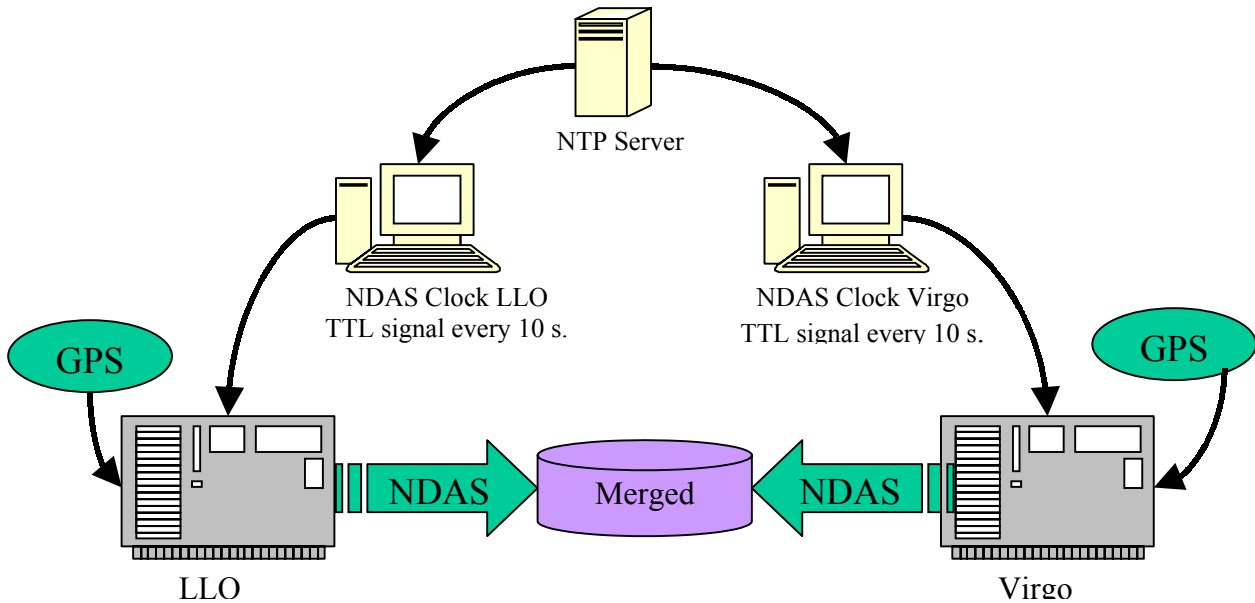 NTP Server
NDAS Clock LLO
TTL signal every 10 s.
NDAS Clock Virgo
TTL signal every 10 s.
GPS
GPS
NDAS
Merged
NDAS
LLO
Virgo